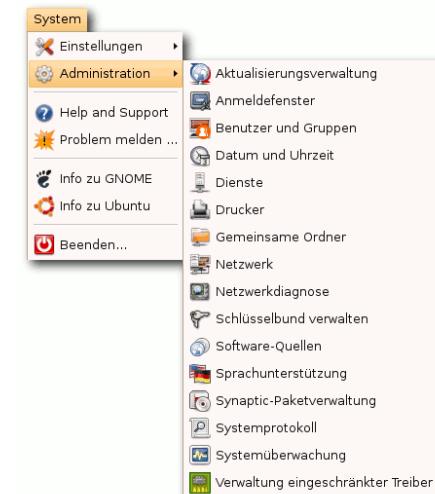 System
Einstellungen
Administration
Help and Support
Problem melden ...
Info zu GNOME
Info zu Ubuntu
Beenden...
Aktualisierungsverwaltung
Anmeldefenster
Benutzer und Gruppen
Datum und Uhrzeit
Dienste
Drucker
Gemeinsame Ordner
Netzwerk
Netzwerkdiagnose
Schlüsselbund verwalten
Software-Quellen
Sprachunterstützung
Synaptic-Paketverwaltung
Systemprotokoll
Systemüberwachung
Verwaltung eingeschränkter Treiber